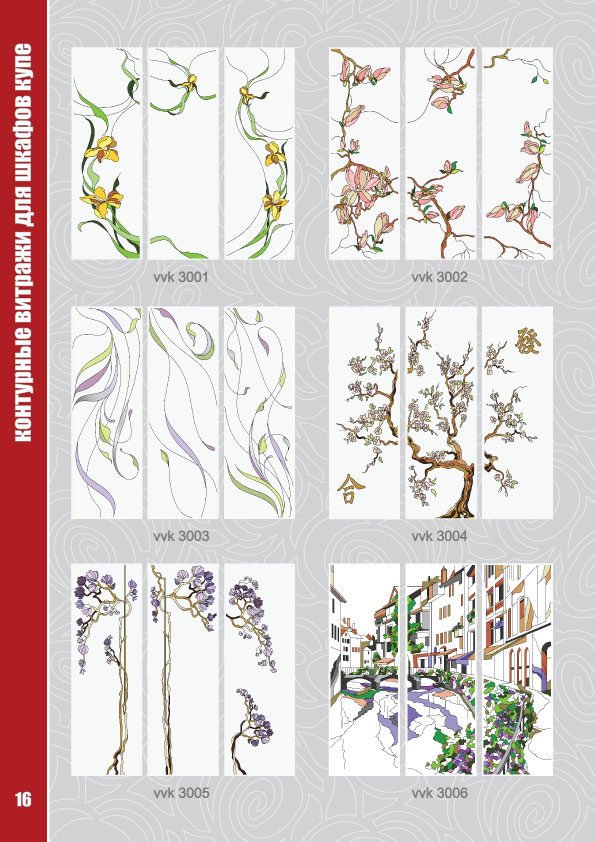 контурные витражи для шкафов купе
vvk 3001
vvk 3002
發
合
vvk 3003
vvk 3004
vvk 3005
vvk 3006
16